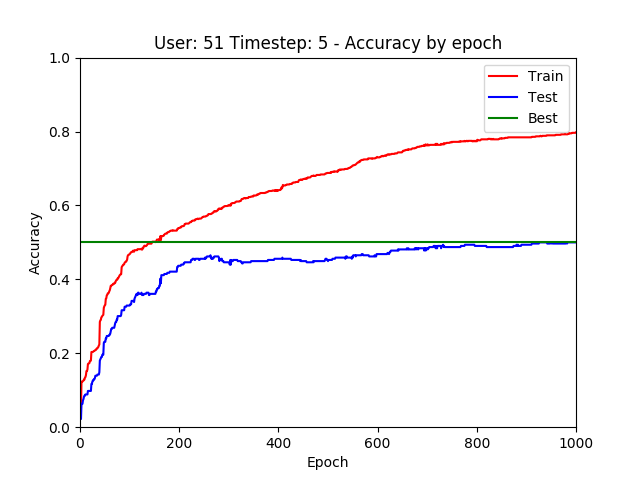 User: 51 Timestep: 5 - Accuracy by epoch
1.0
0.8
0.6
0.4
0.2
0.0
Accuracy
Train
Test
Best
0 200 400 600 800 1000
Epoch